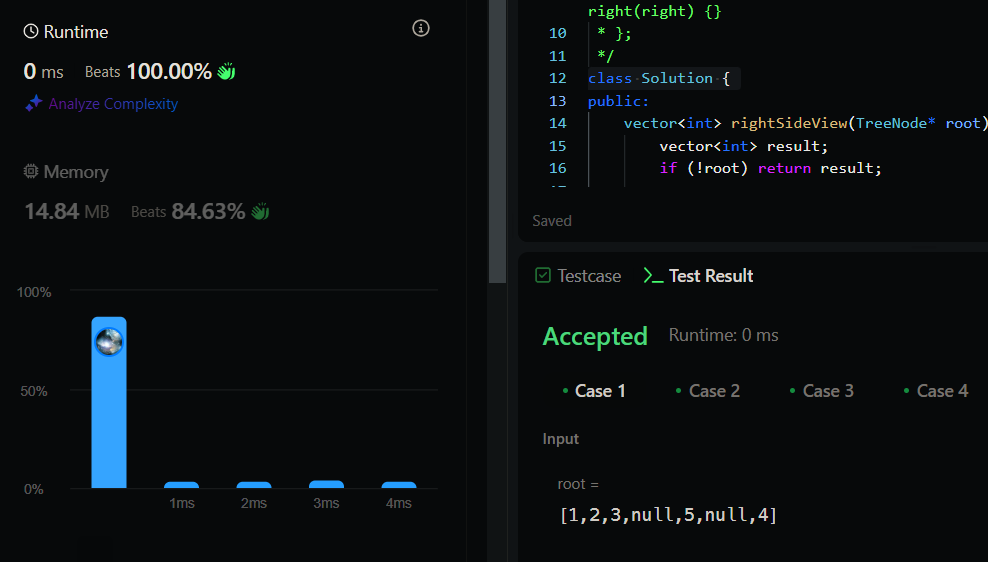 Runtime
0 ms Beats 100.00%
Analyze Complexity
Memory
14.84 MB Beats 84.63%
100%
50%
0%
1ms 2ms 3ms 4ms
right(right) {}
10 * };
11 */
12 class Solution {
13 public:
14 vector<int> rightSideView(TreeNode* root)
15 vector<int> result;
16 if (!root) return result;
Saved
Testcase Test Result
Accepted Runtime: 0 ms
Case 1 Case 2 Case 3 Case 4
Input
root =
[1,2,3,null,5,null,4]